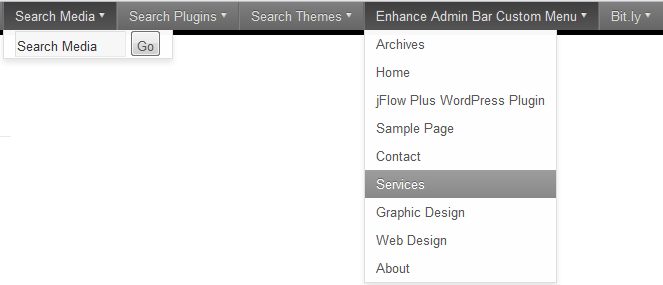 Search Media Search Plugins Search Themes Enhance Admin Bar Custom Menu Bit.ly
Search Media Go
Archives
Home
jFlow Plus WordPress Plugin
Sample Page
Contact
Services
Graphic Design
Web Design
About